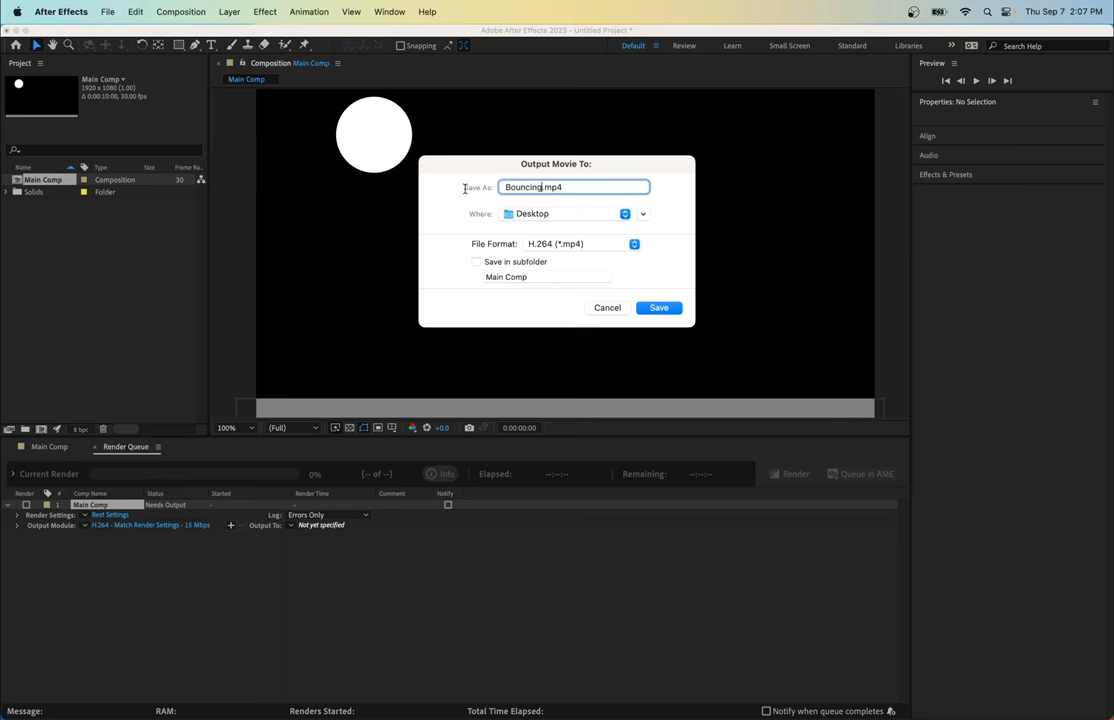 After Effects File Edit Composition Layer Effect Animation View Window Help Thu Sep 7 2:07 PM
Adobe After Effects 2023 - Untitled Project *
Snapping Default Review Learn Small Screen Standard Libraries Search Help
Project
Composition Main Comp
Preview
Main Comp
1920 x 1080 (1.00)
Δ 0:00:10:00, 30.00 fps
Main Comp
Properties: No Selection
Align
Audio
Effects & Presets
Name Type Size Frame Ra
Main Comp Composition 30
Solids Folder
Output Movie To:
Save As: Bouncing.mp4
Where: Desktop
File Format: H.264 (*.mp4)
Save in subfolder
Main Comp
Cancel Save
8 bpc
100% (Full) +0.0 0:00:00:00
Main Comp Render Queue
Current Render 0% (-- of --) Info Elapsed: --:--:-- Remaining: --:--:-- Render Queue in AME
Render # Comp Name Status Started Render Time Comment Notify
1 Main Comp Needs Output - -
Render Settings: Best Settings Log: Errors Only
Output Module: H.264 - Match Render Settings - 15 Mbps Output To: Not yet specified
Message: RAM: Renders Started: Total Time Elapsed: Notify when queue completes